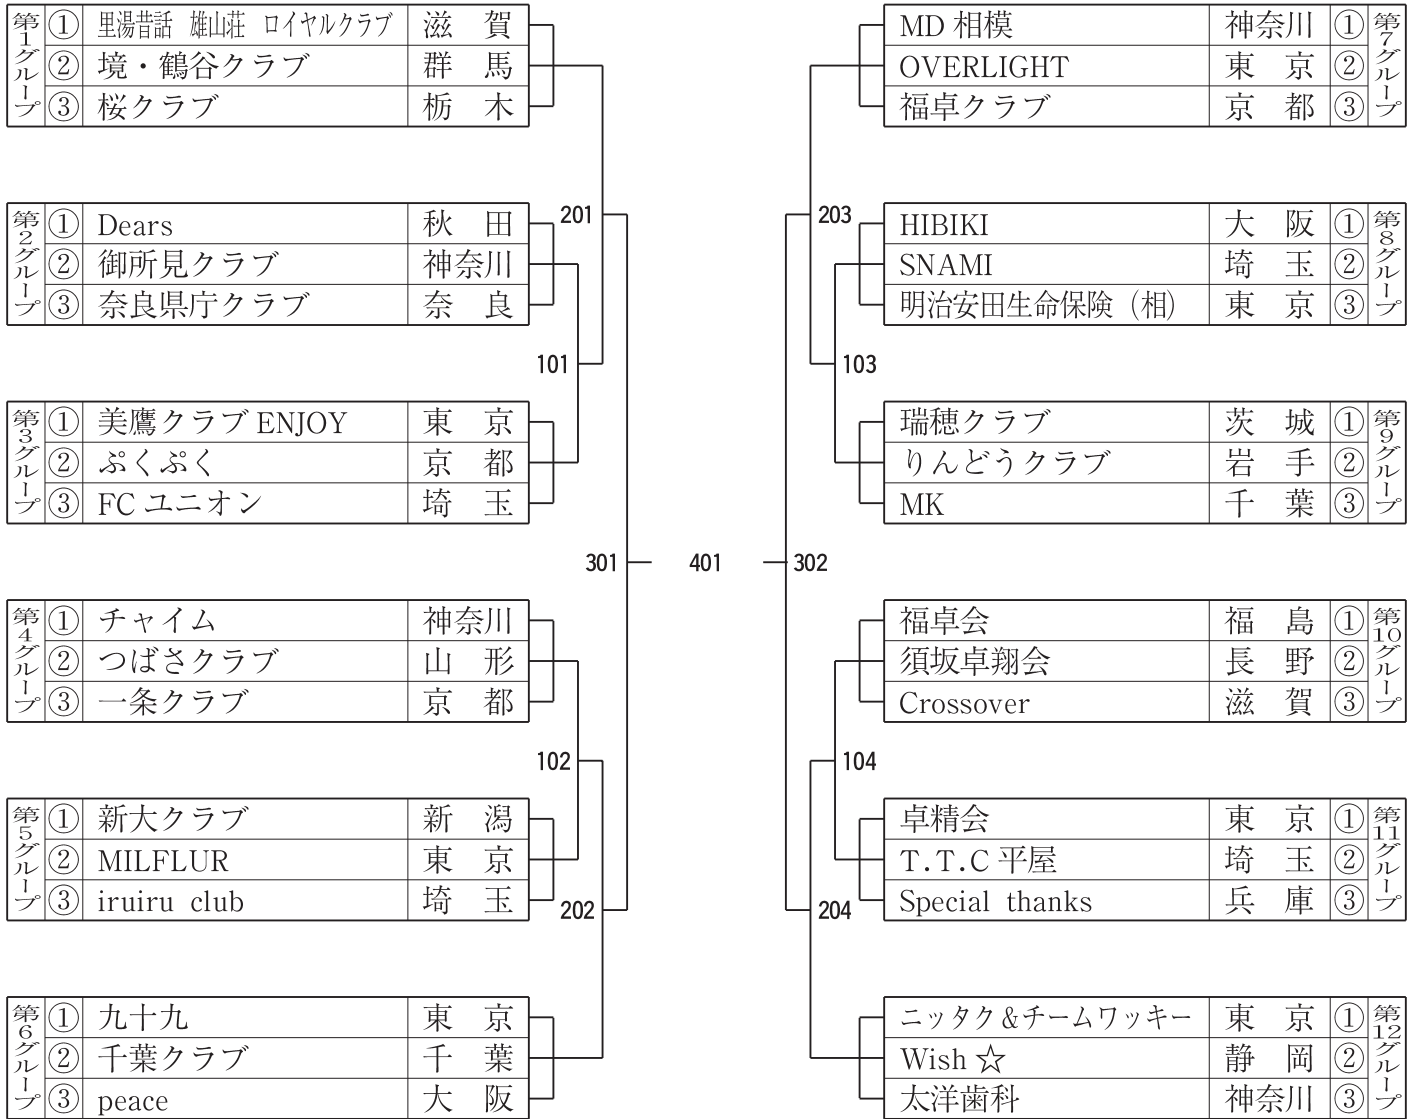 第1グループ
① 里湯昔話 雄山荘 ロイヤルクラブ 滋賀
② 境・鶴谷クラブ 群馬
③ 桜クラブ 栃木
第2グループ
① Dears 秋田
② 御所見クラブ 神奈川
③ 奈良県庁クラブ 奈良
第3グループ
① 美鷹クラブ ENJOY 東京
② ぷくぷく 京都
③ FC ユニオン 埼玉
第4グループ
① チャイム 神奈川
② つばさクラブ 山形
③ 一条クラブ 京都
第5グループ
① 新大クラブ 新潟
② MILFLUR 東京
③ iruiru club 埼玉
第6グループ
① 九十九 東京
② 千葉クラブ 千葉
③ peace 大阪
201
101
301
102
202
401
203
103
302
104
204
MD 相模 神奈川 ① 第7グループ
OVERLIGHT 東京 ②
福卓クラブ 京都 ③
HIBIKI 大阪 ① 第8グループ
SNAMI 埼玉 ②
明治安田生命保険（相） 東京 ③
瑞穂クラブ 茨城 ① 第9グループ
りんどうクラブ 岩手 ②
MK 千葉 ③
福卓会 福島 ① 第10グループ
須坂卓翔会 長野 ②
Crossover 滋賀 ③
卓精会 東京 ① 第11グループ
T.T.C 平屋 埼玉 ②
Special thanks 兵庫 ③
ニッタク＆チームワッキー 東京 ① 第12グループ
Wish ☆ 静岡 ②
太洋歯科 神奈川 ③